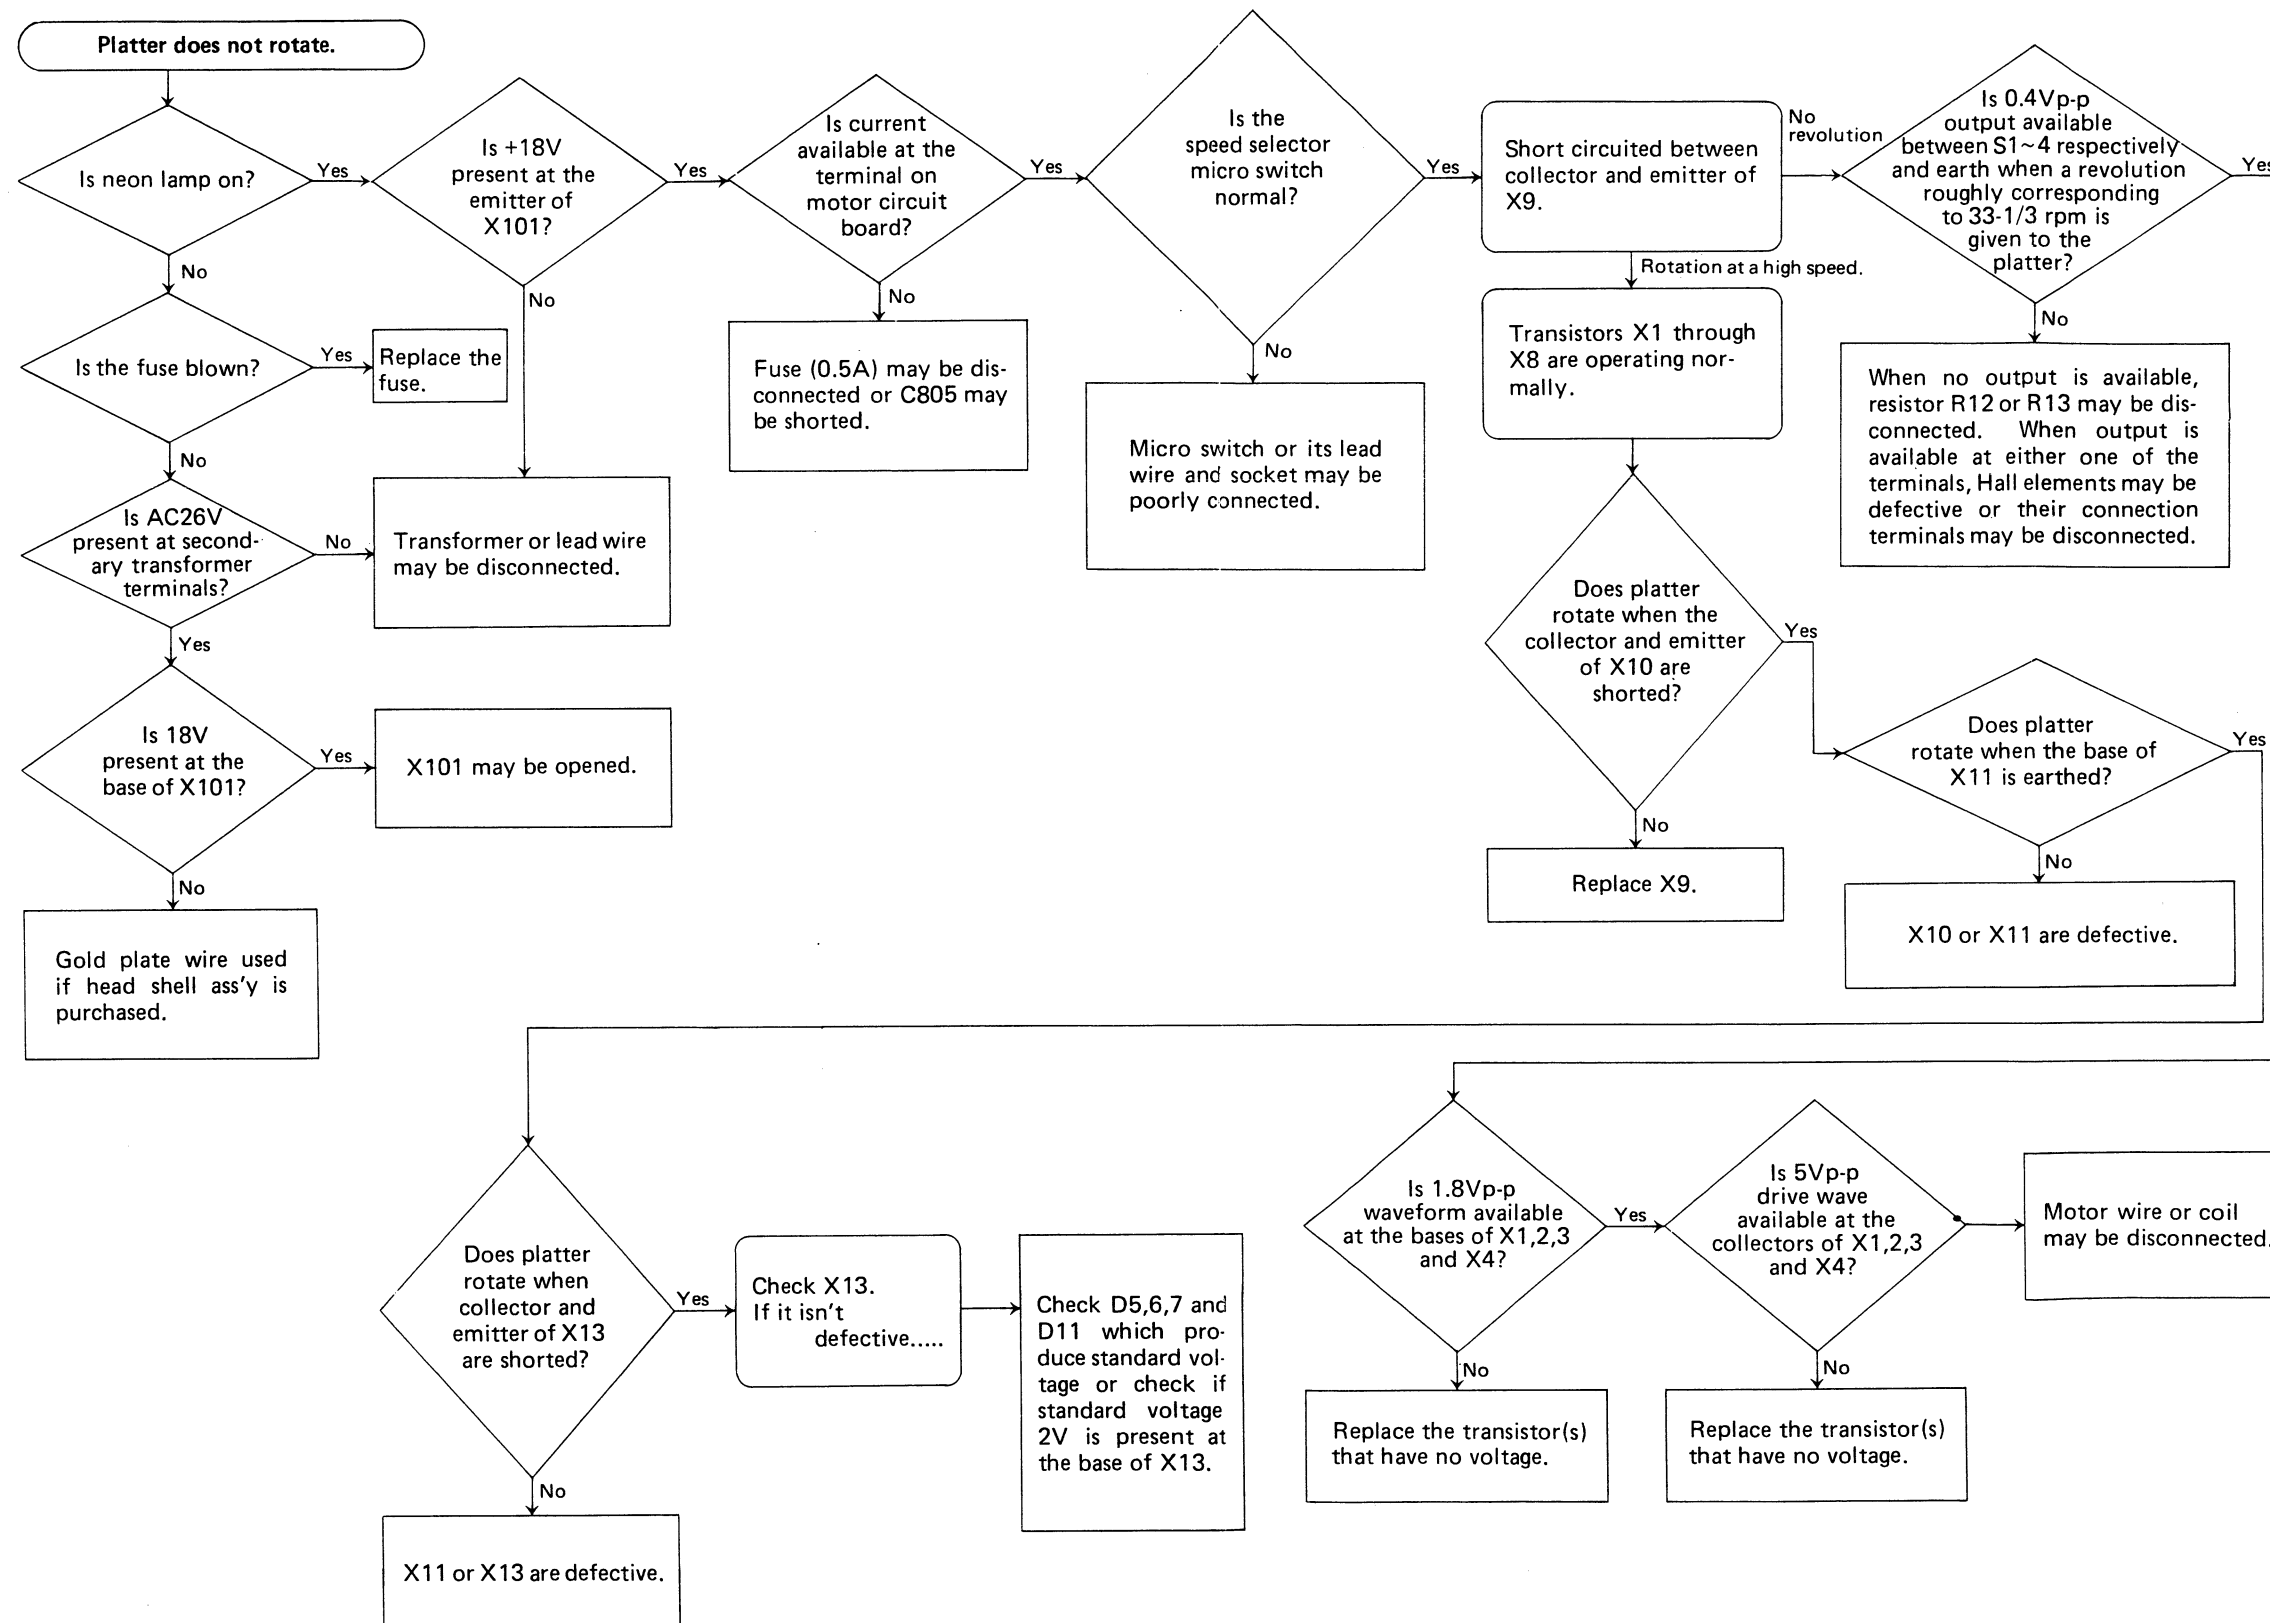 Platter does not rotate.
Is neon lamp on?
Yes
No
Is +18V
present at the
emitter of
X101?
Yes
No
Is current
available at the
terminal on
motor circuit
board?
Yes
No
Is the
speed selector
micro switch
normal?
Yes
No
Short circuited between
collector and emitter of
X9.
No
revolution
Rotation at a high speed.
Is 0.4Vp-p
output available
between S1~4 respectively
and earth when a revolution
roughly corresponding
to 33-1/3 rpm is
given to the
platter?
Yes
No
Is the fuse blown?
Yes
No
Replace the
fuse.
Fuse (0.5A) may be dis-
connected or C805 may
be shorted.
Micro switch or its lead
wire and socket may be
poorly connected.
Transistors X1 through
X8 are operating nor-
mally.
When no output is available,
resistor R12 or R13 may be dis-
connected. When output is
available at either one of the
terminals, Hall elements may be
defective or their connection
terminals may be disconnected.
Is AC26V
present at second-
ary transformer
terminals?
No
Yes
Transformer or lead wire
may be disconnected.
Does platter
rotate when the
collector and emitter
of X10 are
shorted?
Yes
No
Is 18V
present at the
base of X101?
Yes
No
X101 may be opened.
Does platter
rotate when the base of
X11 is earthed?
Yes
No
Replace X9.
X10 or X11 are defective.
Gold plate wire used
if head shell ass'y is
purchased.
Does platter
rotate when
collector and
emitter of X13
are shorted?
Yes
No
Check X13.
If it isn't
defective.....
Check D5,6,7 and
D11 which pro-
duce standard vol-
tage or check if
standard voltage
2V is present at
the base of X13.
Is 1.8Vp-p
waveform available
at the bases of X1,2,3
and X4?
Yes
No
Is 5Vp-p
drive wave
available at the
collectors of X1,2,3
and X4?
No
Motor wire or coil
may be disconnected.
Replace the transistor(s)
that have no voltage.
Replace the transistor(s)
that have no voltage.
X11 or X13 are defective.